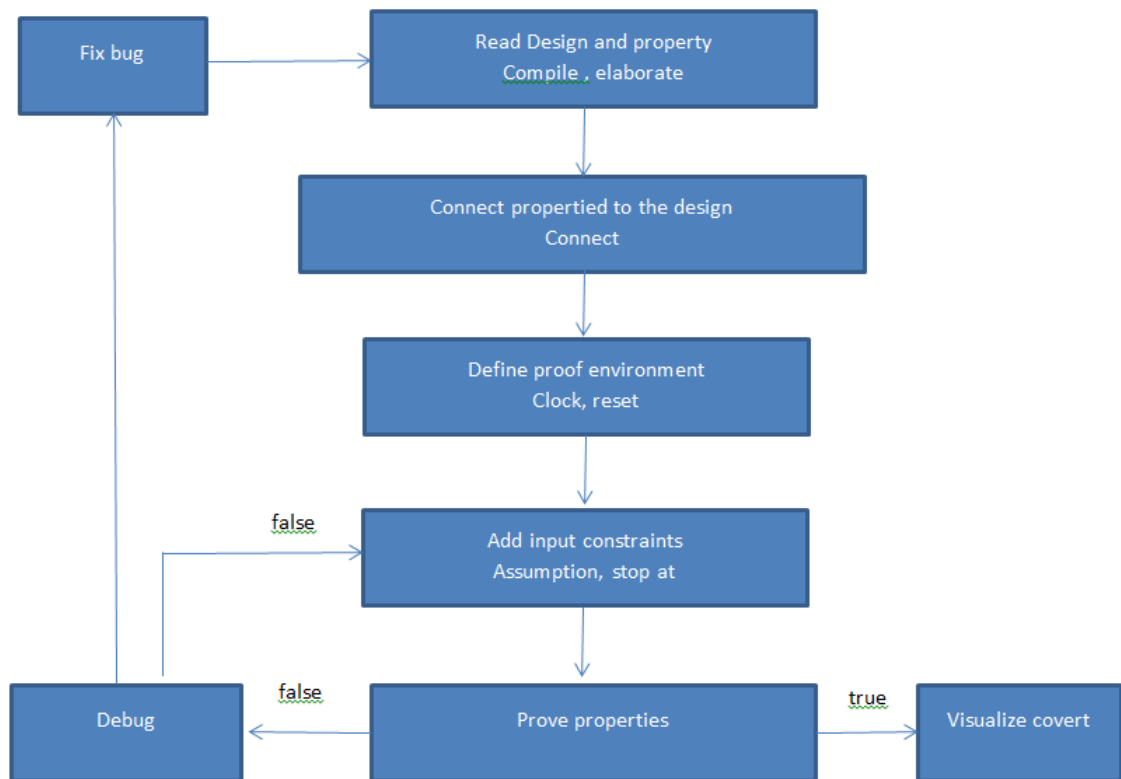 Fix bug
Read Design and property
Compile , elaborate
Connect propertied to the design
Connect
Define proof environment
Clock, reset
false
Add input constraints
Assumption, stop at
Debug
false
Prove properties
true
Visualize covert